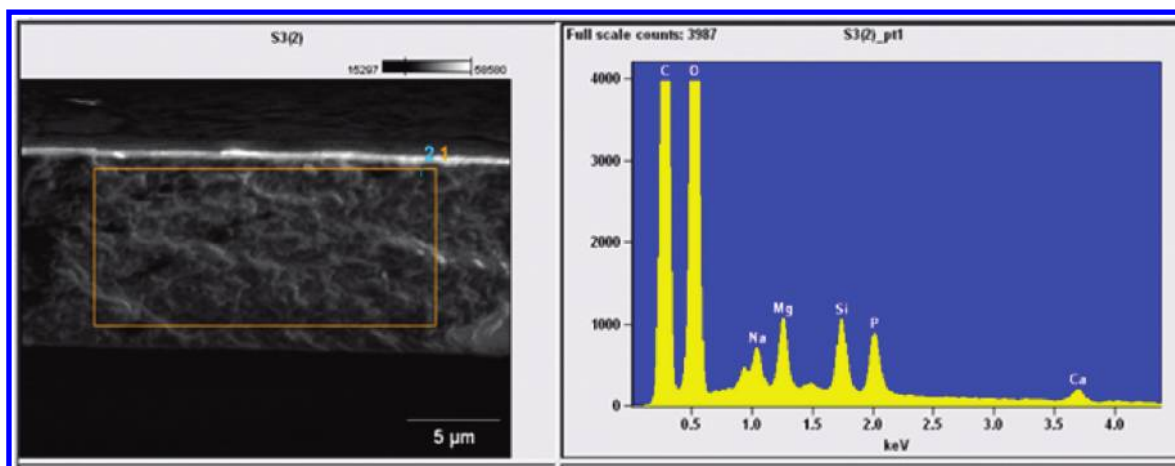 S3(2)
15297 58580
2 1
5 µm
Full scale counts: 3987 S3(2)_pt1
4000
3000
2000
1000
0
C O
Na Mg Si P Ca
0.5 1.0 1.5 2.0 2.5 3.0 3.5 4.0
keV